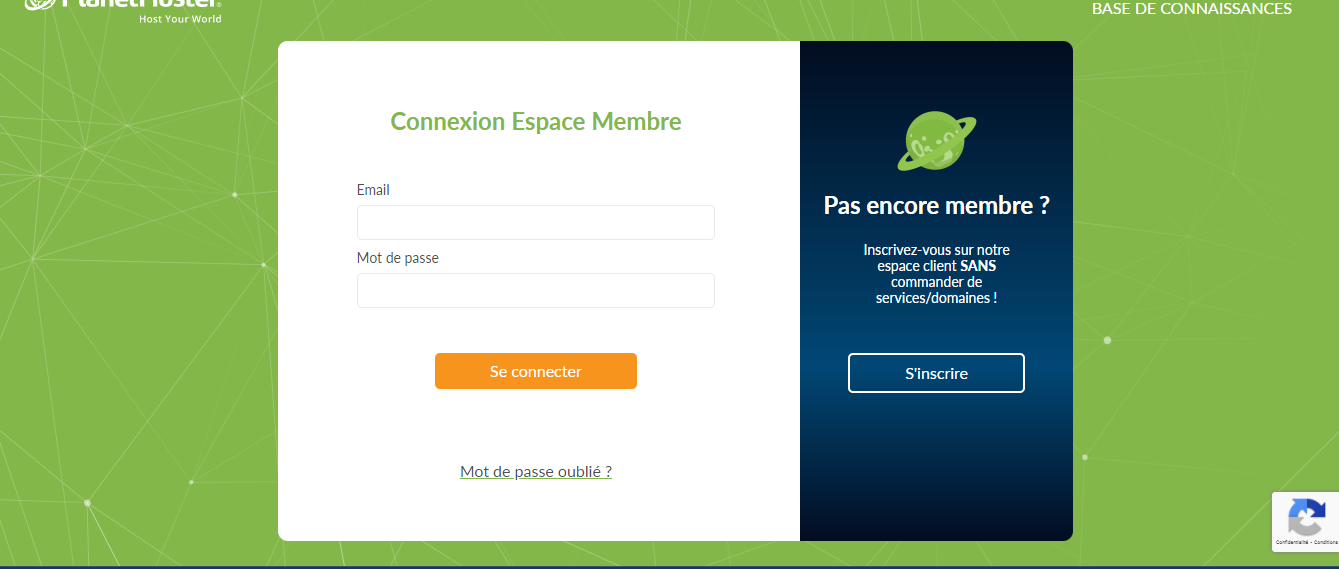 PlanetHoster
Host Your World
BASE DE CONNAISSANCES
Connexion Espace Membre
Email
Mot de passe
Se connecter
Mot de passe oublié ?
Pas encore membre ?
Inscrivez-vous sur notre
espace client SANS
commander de
services/domaines !
S'inscrire
Confidentialité - Conditions